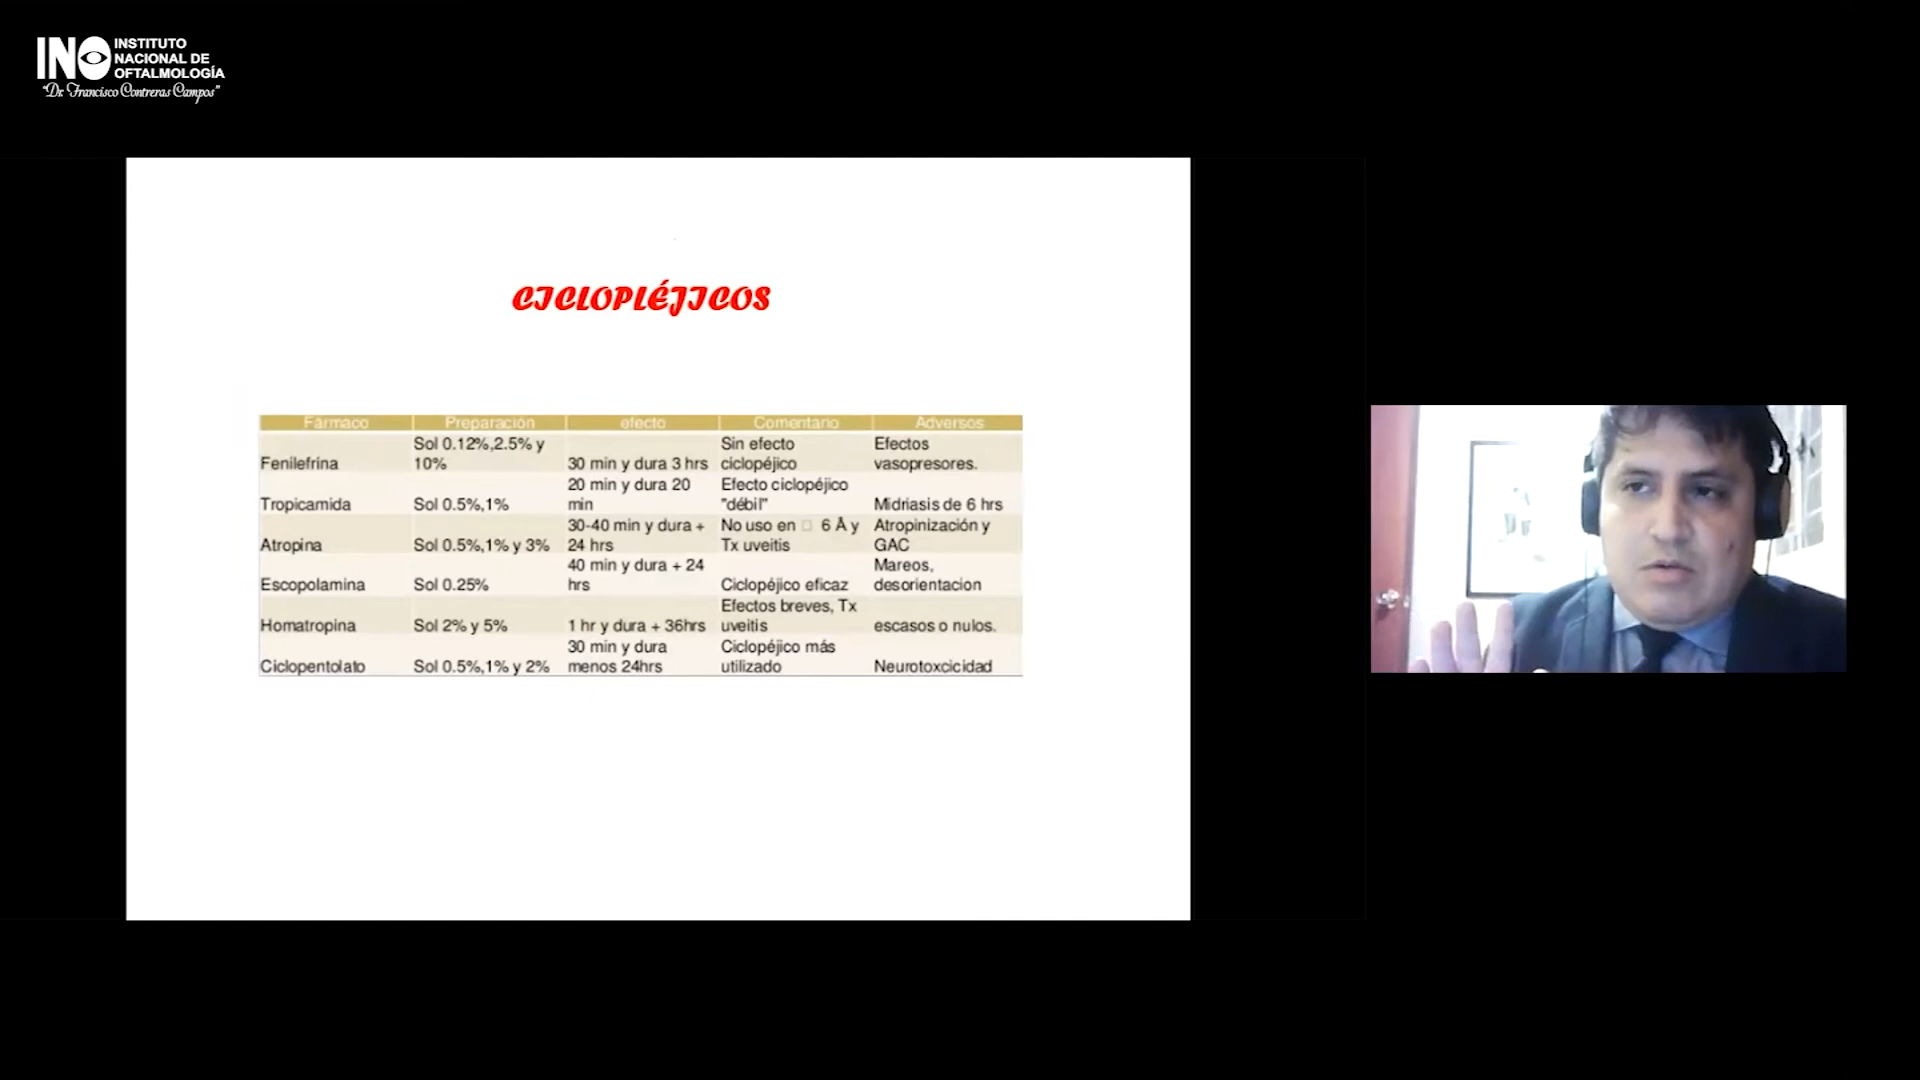 INO INSTITUTO
NACIONAL DE
OFTALMOLOGÍA
"Dr. Francisco Contreras Campos"
CICLOPLÉJICOS
Fármaco Preparación efecto Comentario Adversos
Sol 0.12%,2.5% y Sin efecto Efectos
Fenilefrina 10% 30 min y dura 3 hrs ciclopéjico vasopresores.
20 min y dura 20 Efecto ciclopéjico
Tropicamida Sol 0.5%,1% min "débil" Midriasis de 6 hrs
30-40 min y dura + No uso en □ 6 Å y Atropinización y
Atropina Sol 0.5%,1% y 3% 24 hrs Tx uveitis GAC
40 min y dura + 24 Mareos,
Escopolamina Sol 0.25% hrs Ciclopéjico eficaz desorientacion
Efectos breves, Tx
Homatropina Sol 2% y 5% 1 hr y dura + 36hrs uveitis escasos o nulos.
30 min y dura Ciclopéjico más
Ciclopentolato Sol 0.5%,1% y 2% menos 24hrs utilizado Neurotoxcicidad